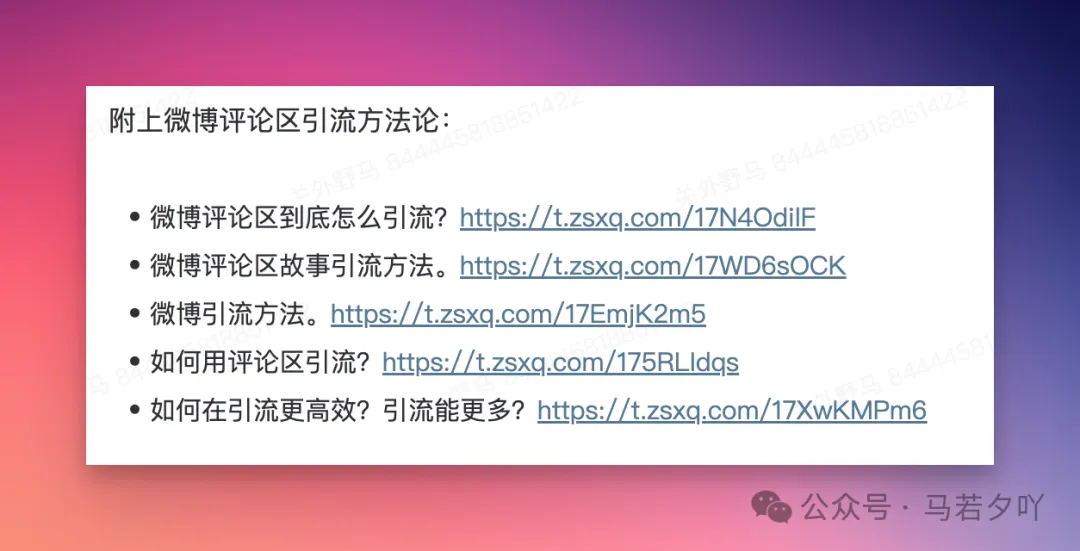 附上微博评论区引流方法论：
• 微博评论区到底怎么引流？https://t.zsxq.com/17N4OdilF
• 微博评论区故事引流方法。https://t.zsxq.com/17WD6sOCK
• 微博引流方法。https://t.zsxq.com/17EmjK2m5
• 如何用评论区引流？https://t.zsxq.com/175RLldqs
• 如何在引流更高效？引流能更多？https://t.zsxq.com/17XwKMPm6
公众号 · 马若夕吖